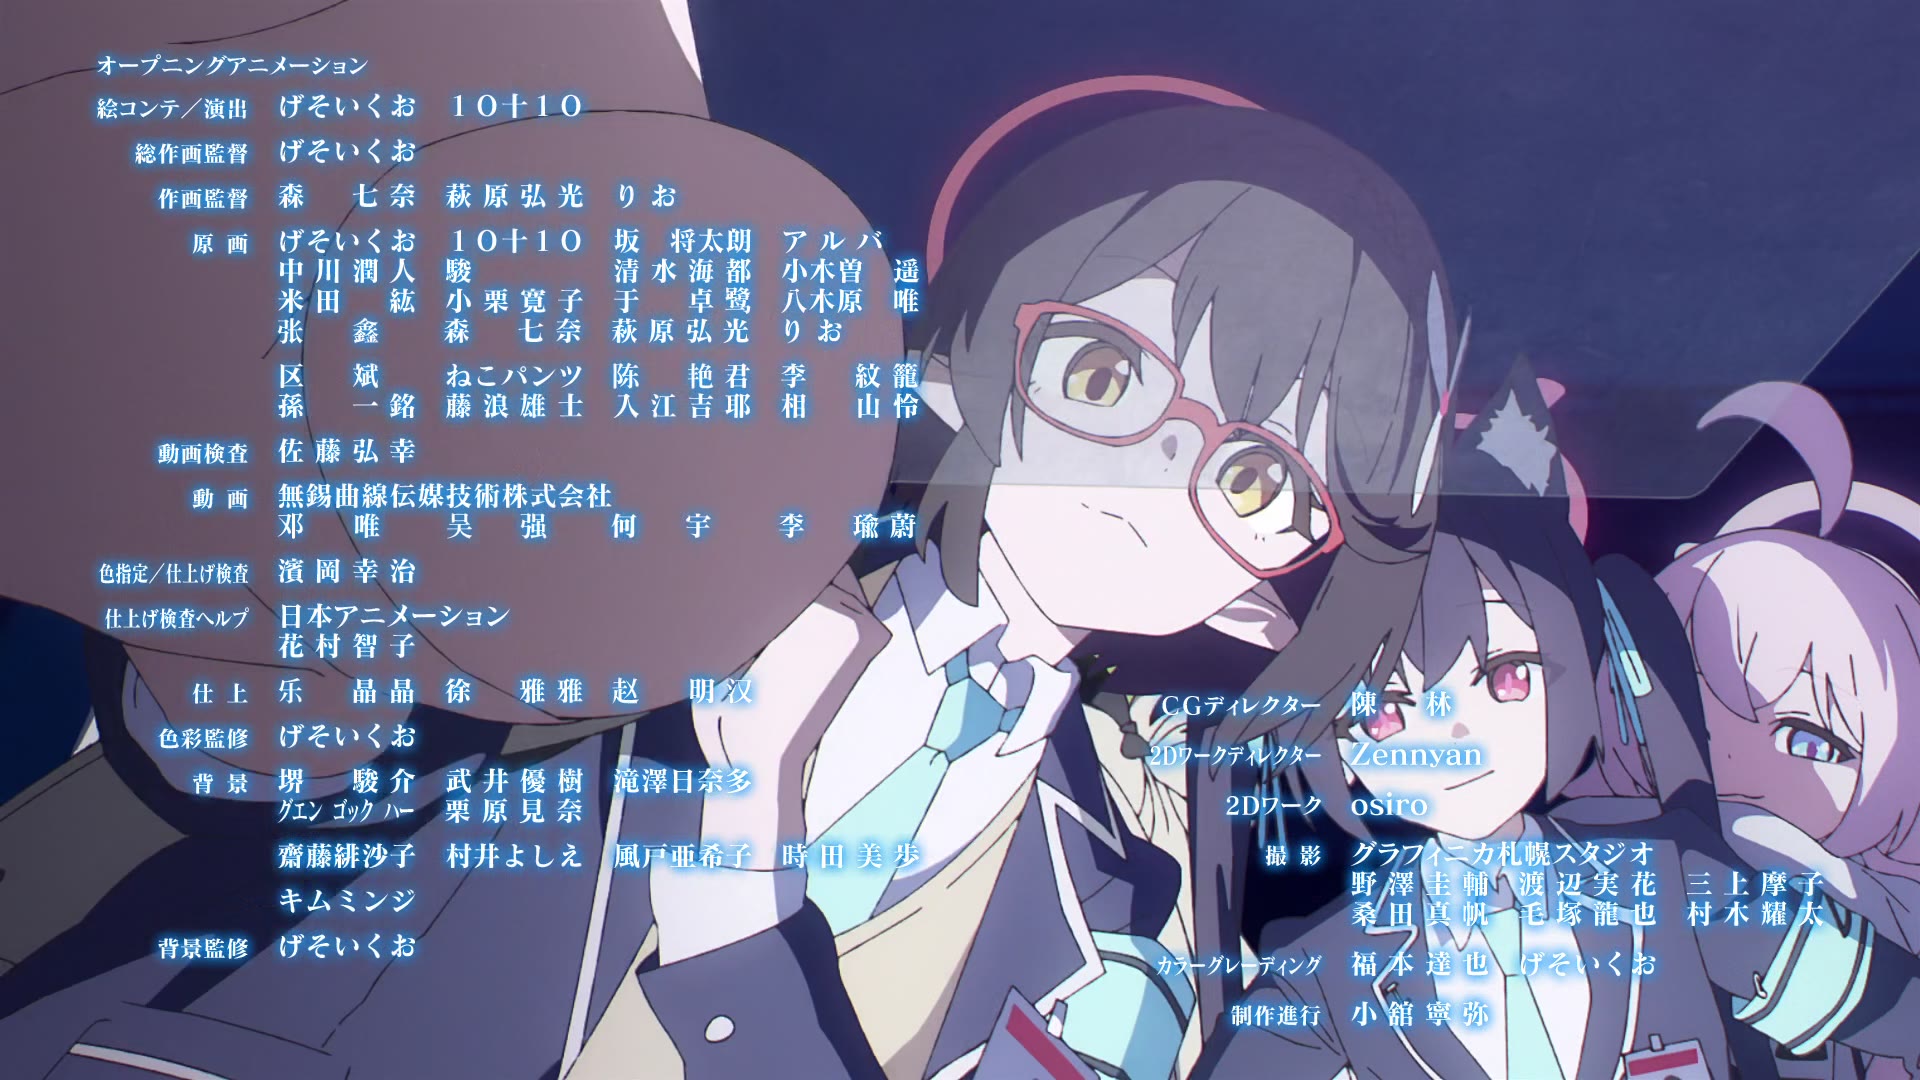 オープニングアニメーション
絵コンテ／演出 げそいくお 10十10
総作画監督 げそいくお
作画監督 森 七奈 萩原弘光 りお
原画 げそいくお 10十10 坂 将太朗 アルバ
中川潤人 駿 清水海都 小木曽 遥
米田 紘 小栗寛子 于 卓鹭 八木原 唯
张 鑫 森 七奈 萩原弘光 りお
区 斌 ねこパンツ 陈 艳君 李 紋籠
孫 一銘 藤浪雄士 入江吉耶 相 山怜
動画検査 佐藤弘幸
動画 無錫曲線伝媒技術株式会社
邓 唯 吴 强 何 宇 李 瑜蔚
色指定／仕上げ検査 濱岡幸治
仕上げ検査ヘルプ 日本アニメーション
花村智子
仕上 乐 晶晶 徐 雅雅 赵 明汉
色彩監修 げそいくお
背景 堺 駿介 武井優樹 滝澤日奈多
グエン ゴック ハー 栗原見奈
齋藤緋沙子 村井よしえ 風戸亜希子 時田美歩
キムミンジ
背景監修 げそいくお
CGディレクター 陳 林
2Dワークディレクター Zennyan
2Dワーク osiro
撮影 グラフィニカ札幌スタジオ
野澤圭輔 渡辺実花 三上摩子
桑田真帆 毛塚龍也 村木耀太
カラーグレーディング 福本達也 げそいくお
制作進行 小舘寧弥